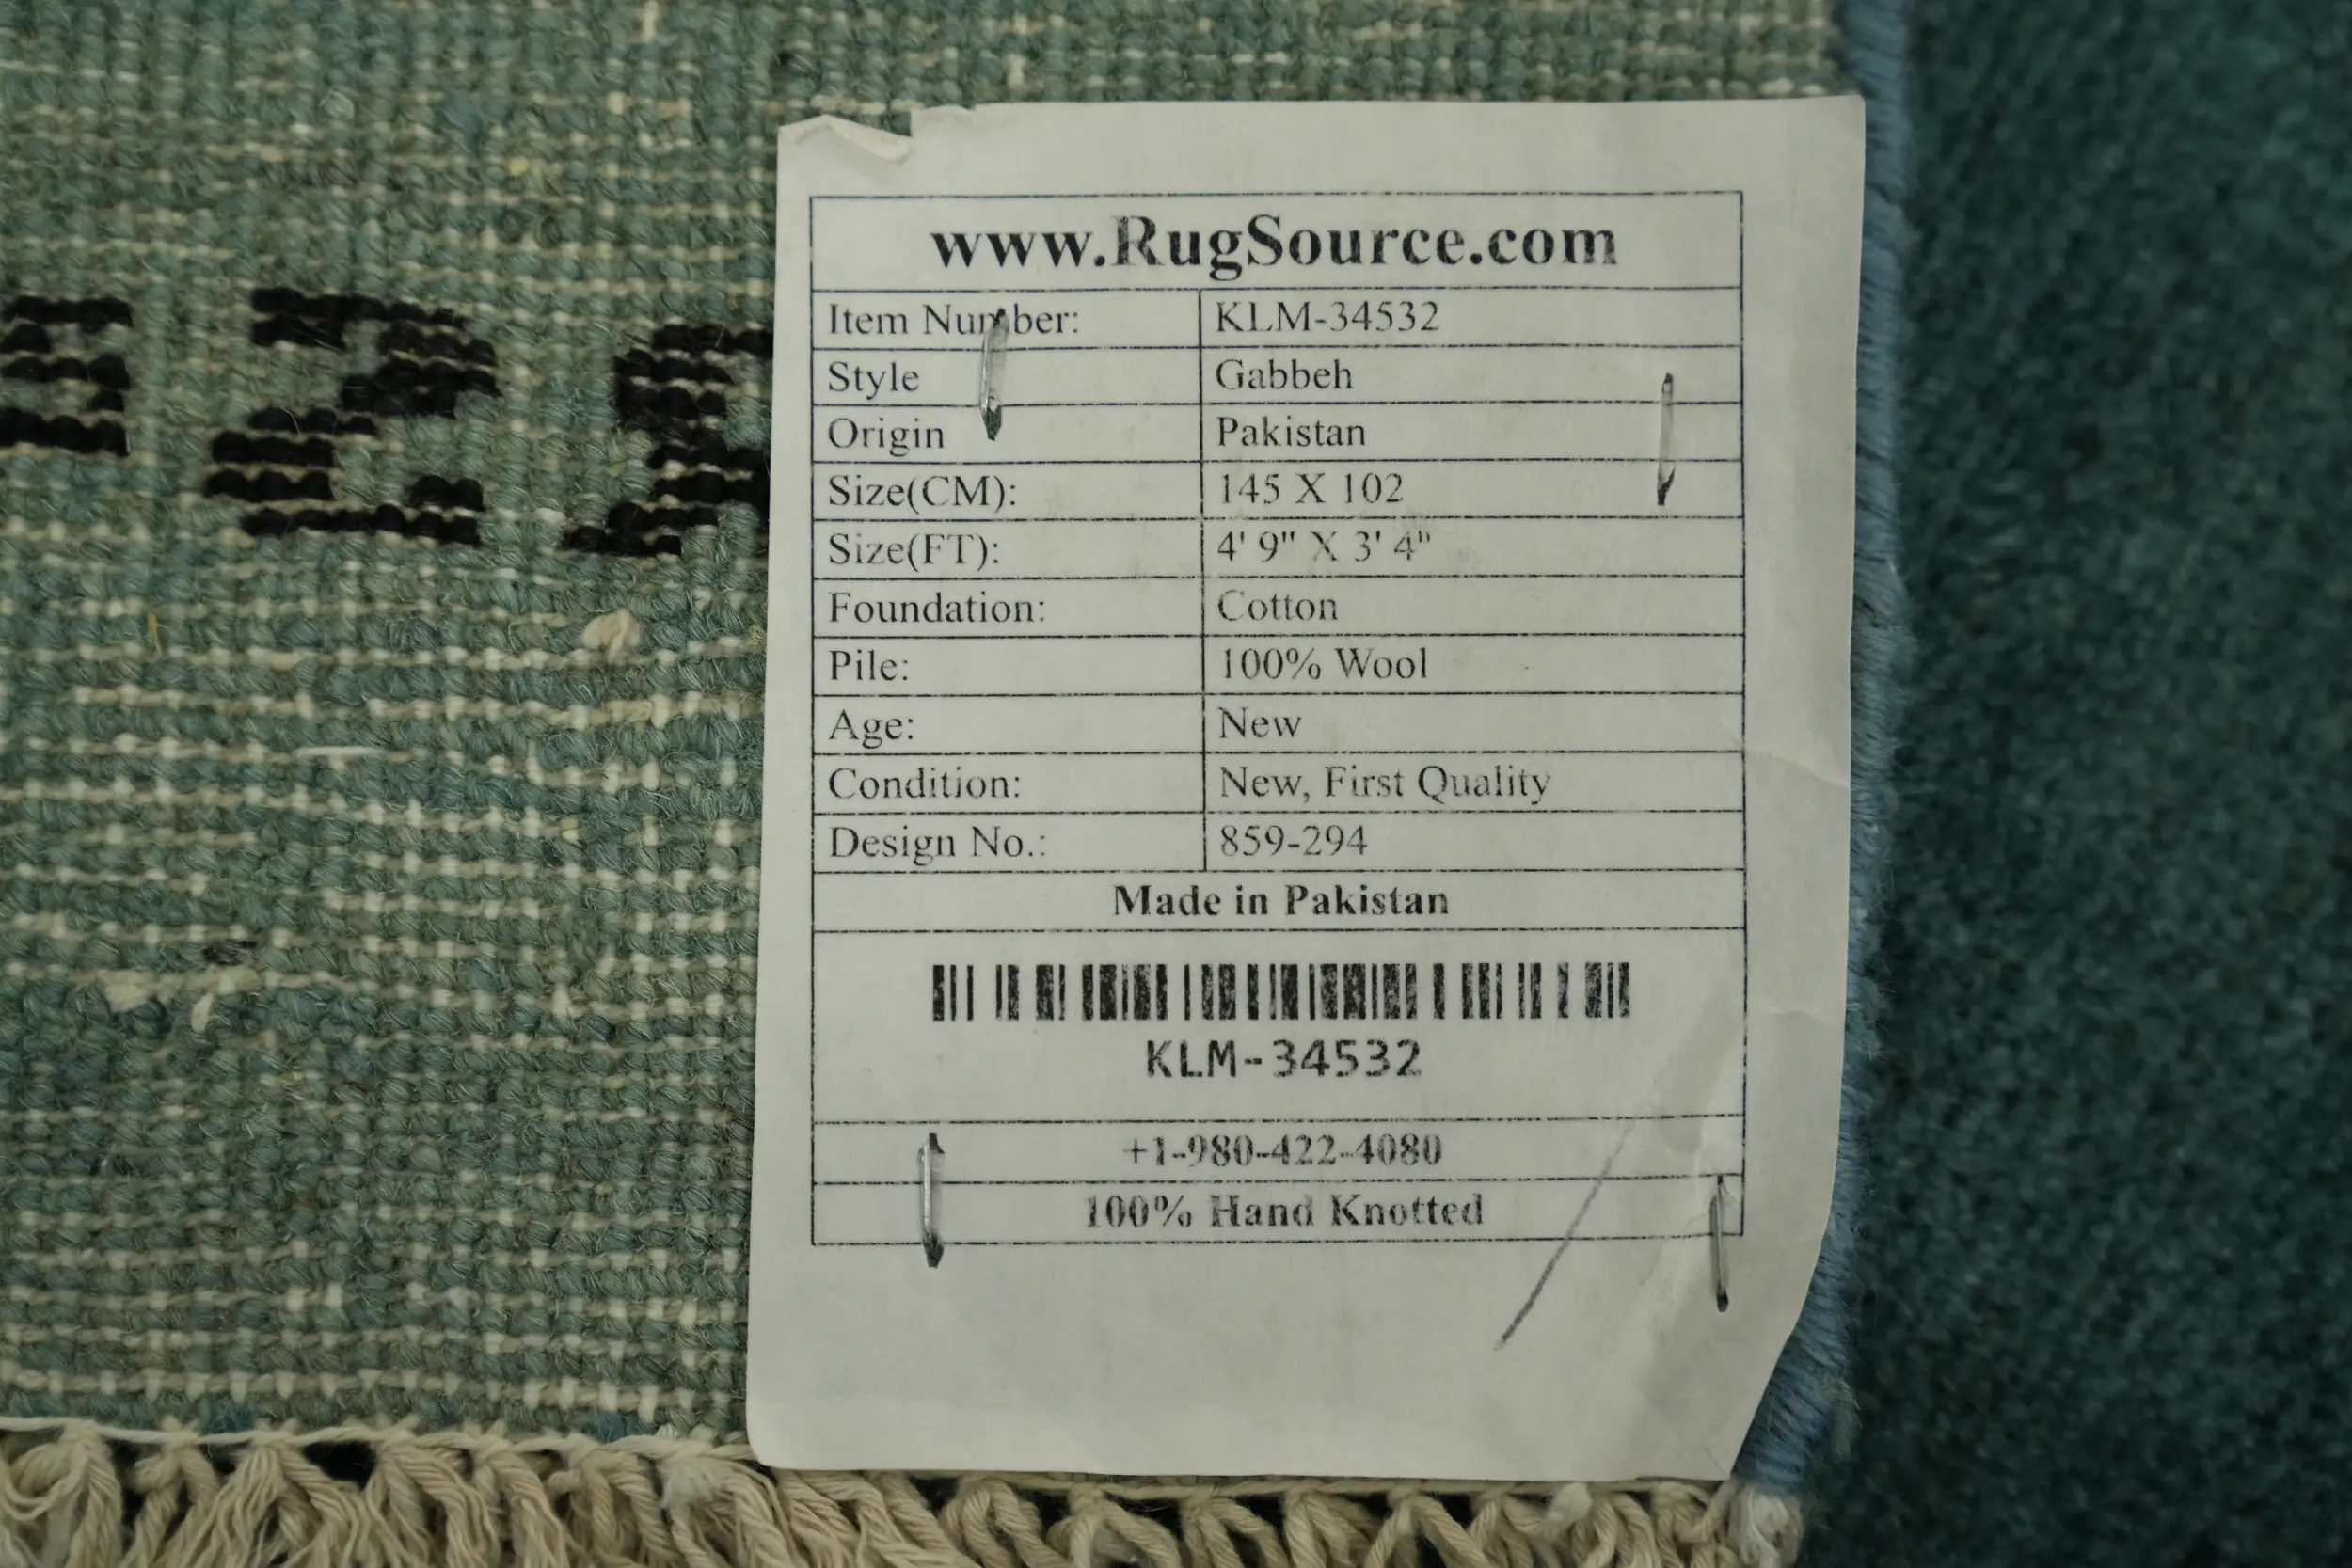 www.RugSource.com
Item Number: KLM-34532
Style Gabbeh
Origin Pakistan
Size(CM): 145 X 102
Size(FT): 4' 9" X 3' 4"
Foundation: Cotton
Pile: 100% Wool
Age: New
Condition: New, First Quality
Design No.: 859-294
Made in Pakistan
KLM-34532
+1-980-422-4080
100% Hand Knotted